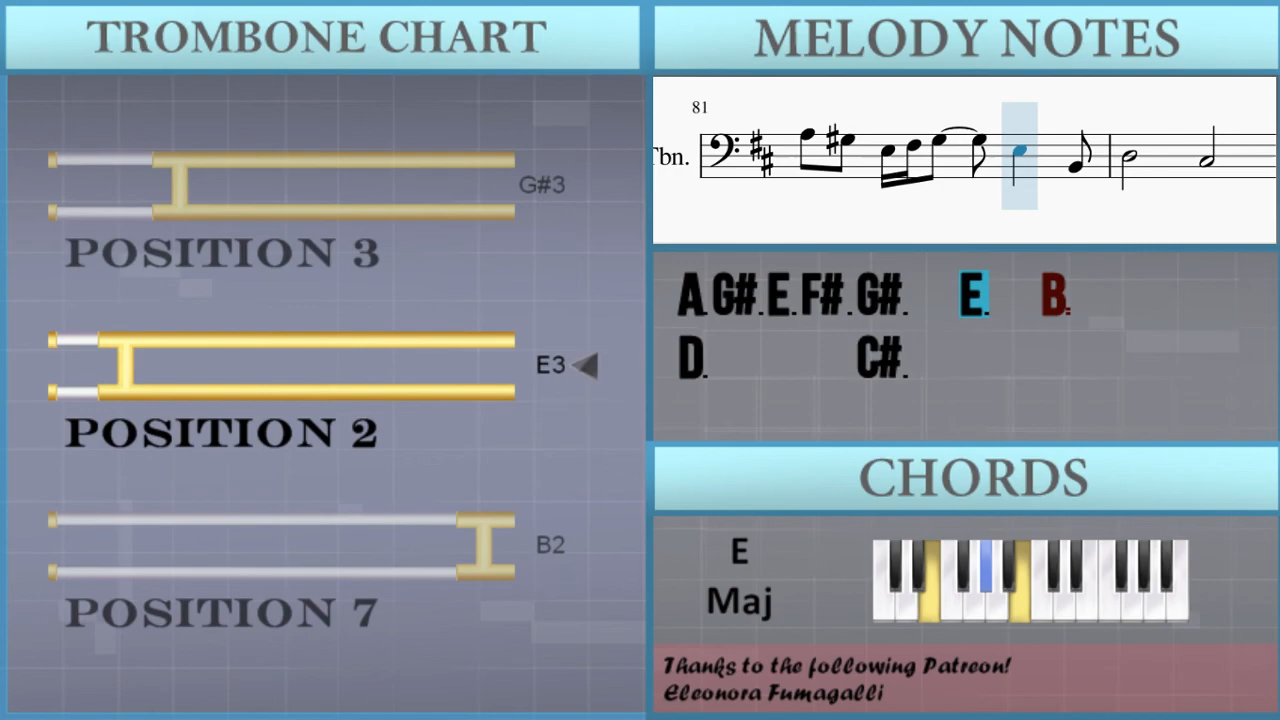 TROMBONE CHART
G#3
POSITION 3
E3
POSITION 2
B2
POSITION 7
MELODY NOTES
81
Tbn.
A. G#. E. F#. G#. E. B.
D. C#.
CHORDS
E
Maj
Thanks to the following Patreon!
Eleonora Fumagalli